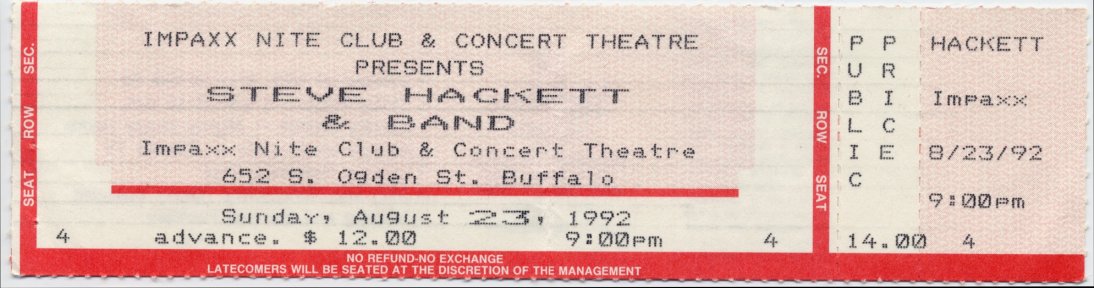 SEC.
ROW
SEAT
IMPAXX NITE CLUB & CONCERT THEATRE
PRESENTS
STEVE HACKETT
& BAND
Impaxx Nite Club & Concert Theatre
652 S. Ogden St. Buffalo
Sunday, August 23, 1992
4 advance. $ 12.00 9:00pm 4
NO REFUND-NO EXCHANGE
LATECOMERS WILL BE SEATED AT THE DISCRETION OF THE MANAGEMENT
SEC.
ROW
SEAT
PUBLIC
PRICE
HACKETT
Impaxx
8/23/92
9:00pm
14.00 4